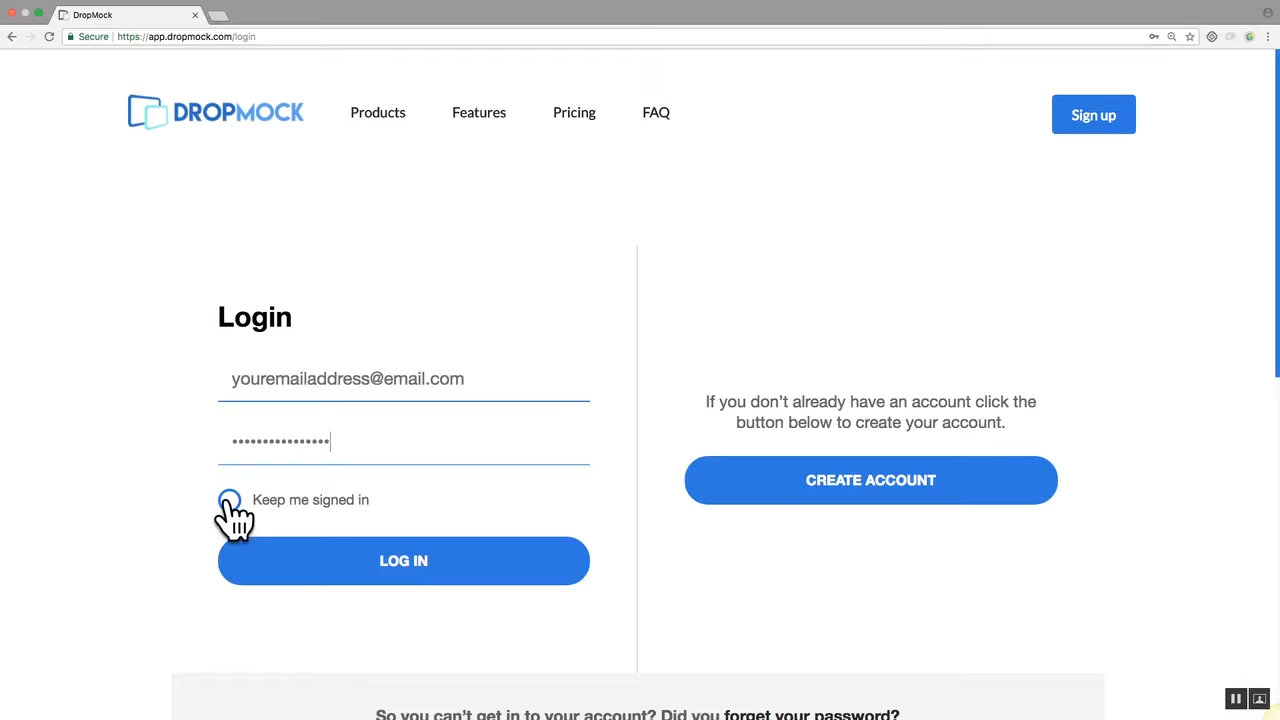 DropMock
Secure https://app.dropmock.com/login
DROPMOCK Products Features Pricing FAQ Sign up
Login
youremailaddress@email.com
••••••••••••••••
Keep me signed in
LOG IN
If you don't already have an account click the
button below to create your account.
CREATE ACCOUNT
So you can't get in to your account? Did you forget your password?